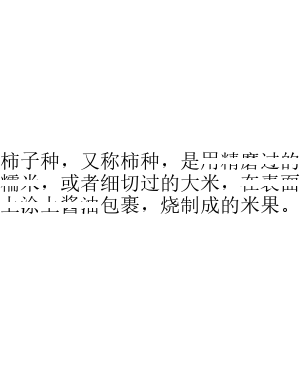 柿子种，又称柿种，是用精磨过的
糯米，或者细切过的大米，在表面
上涂上酱油包裹，烧制成的米果。